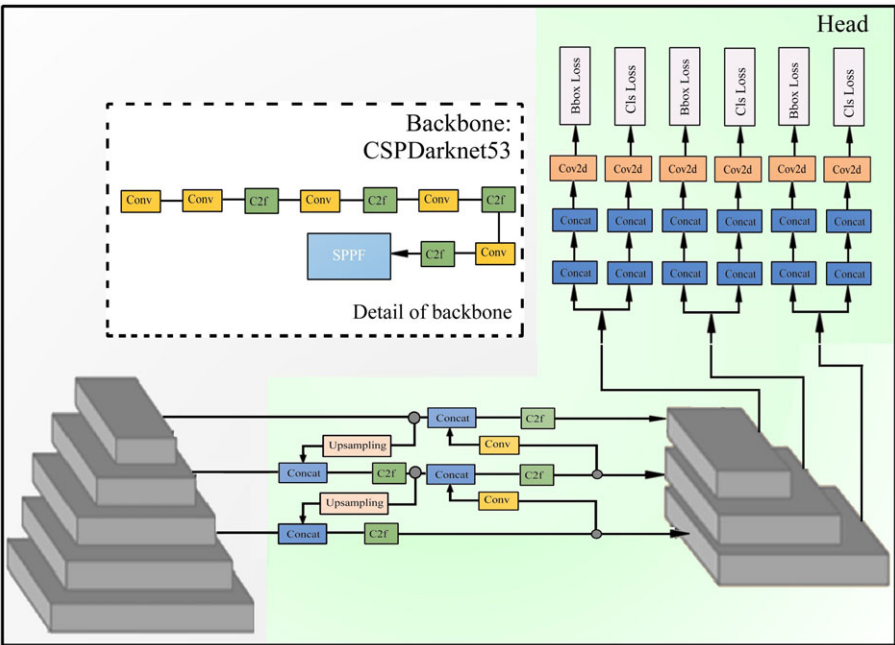 Head
Bbox Loss
Cls Loss
Bbox Loss
Cls Loss
Bbox Loss
Cls Loss
Cov2d
Cov2d
Cov2d
Cov2d
Cov2d
Cov2d
Concat
Concat
Concat
Concat
Concat
Concat
Concat
Concat
Concat
Concat
Concat
Concat
Backbone:
CSPDarknet53
Conv
Conv
C2f
Conv
C2f
Conv
C2f
SPPF
C2f
Conv
Detail of backbone
Concat
C2f
Upsampling
Conv
Concat
C2f
Concat
C2f
Upsampling
Conv
Concat
C2f